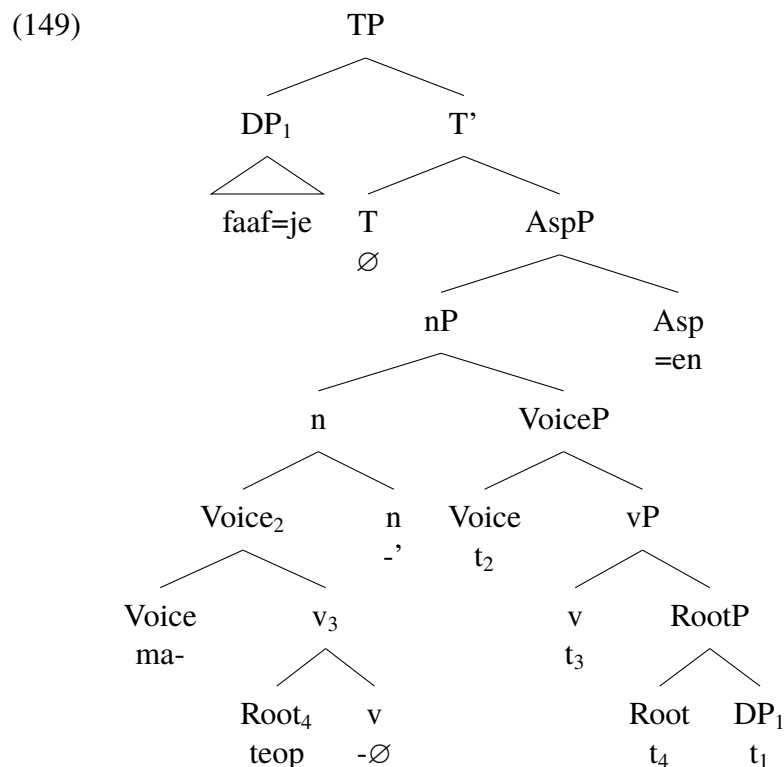 (149) TP
DP₁ T’
faaf=je T AspP
∅
nP Asp
=en
n VoiceP
Voice₂ n Voice vP
-’ t₂
Voice v₃ v RootP
ma- t₃
Root₄ v Root DP₁
teop -∅ t₄ t₁